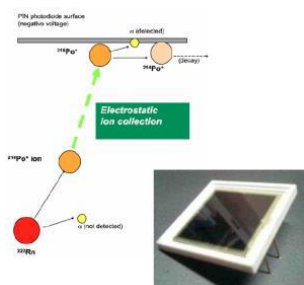 PIN photodiode surface
(negative voltage)
α (detected)
²¹⁸Po⁺
²¹⁴Po⁺
(decay)
Electrostatic
ion collection
²¹⁸Po⁺ ion
α (not detected)
²²²Rn